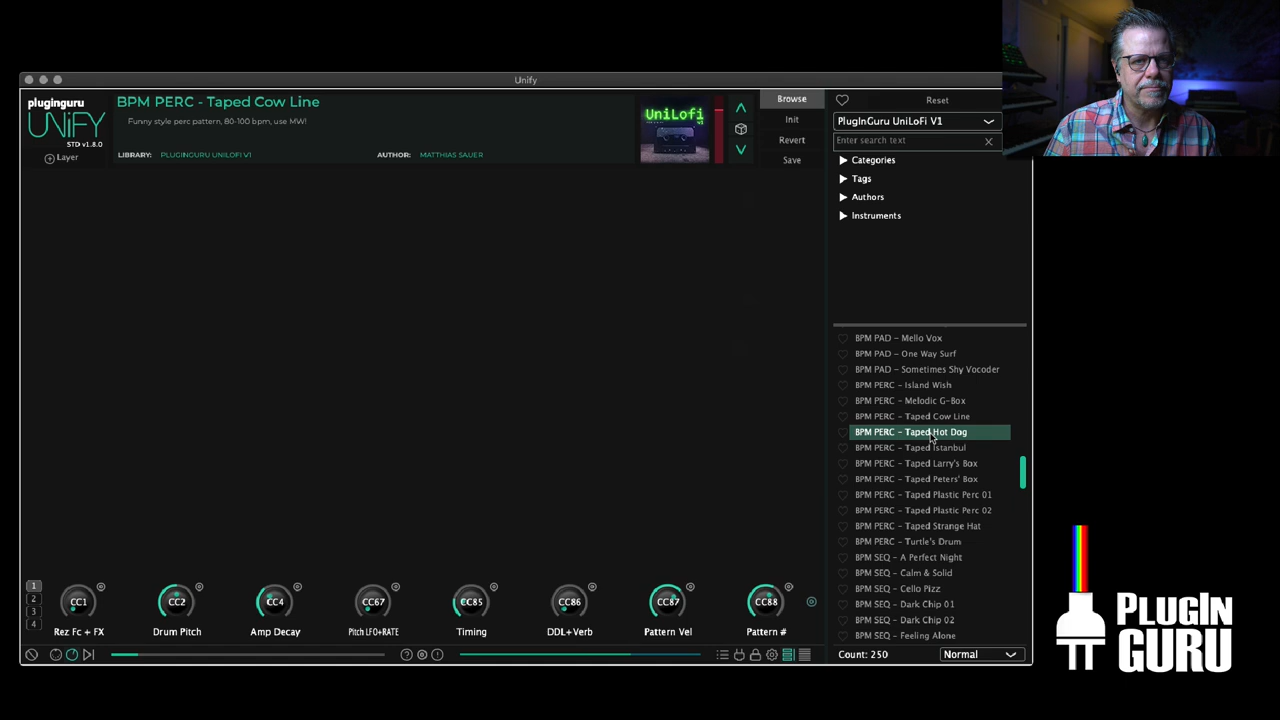 Unify
pluginguru
UNIFY
STD v1.8.0
Layer
BPM PERC - Taped Cow Line
Funny style perc pattern, 80-100 bpm, use MW!
LIBRARY: PLUGINGURU UNILOFI V1
AUTHOR: MATTHIAS SAUER
UniLofi
V1
Browse
Init
Revert
Save
Reset
PlugInGuru UniLoFi V1
Enter search text
Categories
Tags
Authors
Instruments
BPM PAD - Mello Vox
BPM PAD - One Way Surf
BPM PAD - Sometimes Shy Vocoder
BPM PERC - Island Wish
BPM PERC - Melodic G-Box
BPM PERC - Taped Cow Line
BPM PERC - Taped Hot Dog
BPM PERC - Taped Istanbul
BPM PERC - Taped Larry's Box
BPM PERC - Taped Peters' Box
BPM PERC - Taped Plastic Perc 01
BPM PERC - Taped Plastic Perc 02
BPM PERC - Taped Strange Hat
BPM PERC - Turtle's Drum
BPM SEQ - A Perfect Night
BPM SEQ - Calm & Solid
BPM SEQ - Cello Pizz
BPM SEQ - Dark Chip 01
BPM SEQ - Dark Chip 02
BPM SEQ - Feeling Alone
Count: 250
Normal
1
2
3
4
CC1
CC2
CC4
CC67
CC85
CC86
CC87
CC88
Rez Fc + FX
Drum Pitch
Amp Decay
Pitch LFO+RATE
Timing
DDL+Verb
Pattern Vel
Pattern #
PLUGIN
GURU